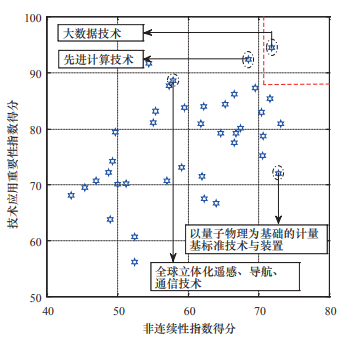 100
大数据技术
先进计算技术
90
80
70
以量子物理为基础的计量
基标准技术与装置
60
全球立体化遥感、导航、
通信技术
50
40
50
60
70
80
技术应用重要性指数得分
非连续性指数得分